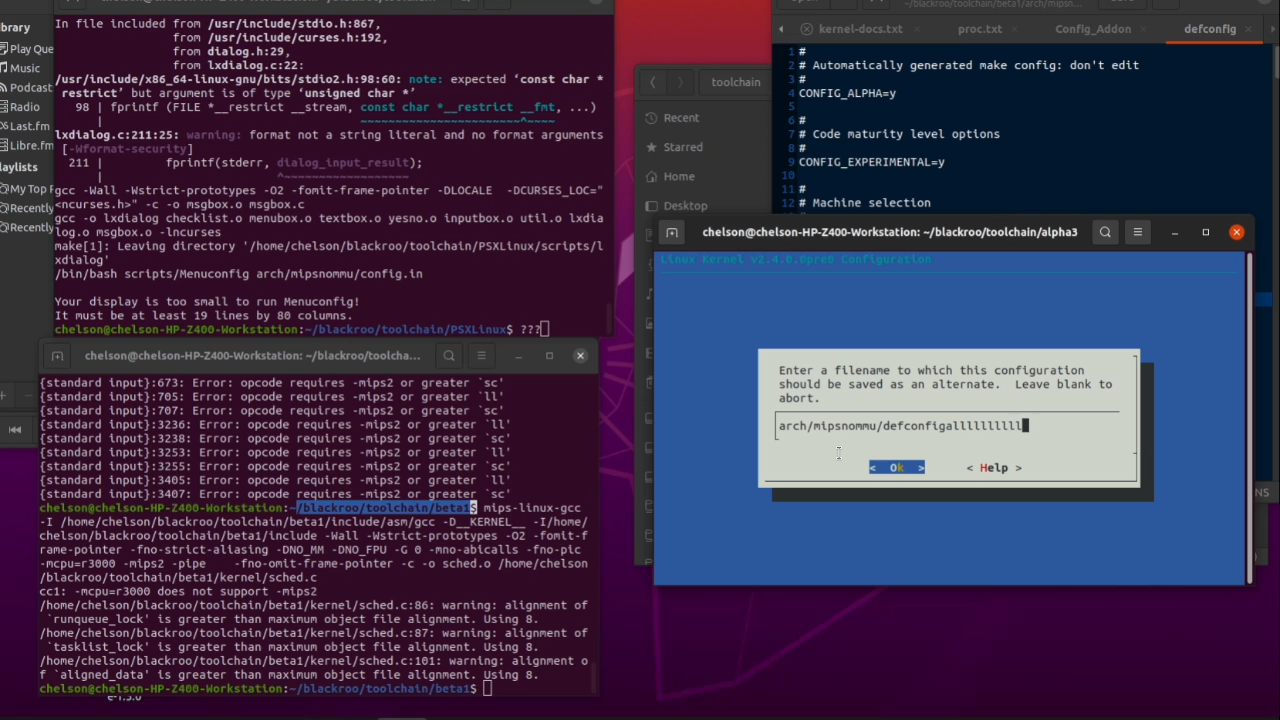 In file included from /usr/include/stdio.h:867,
from /usr/include/curses.h:192,
from dialog.h:29,
from lxdialog.c:22:
/usr/include/x86_64-linux-gnu/bits/stdio2.h:98:60: note: expected ‘const char *
restrict’ but argument is of type ‘unsigned char *’
98 | fprintf (FILE *__restrict __stream, const char *__restrict __fmt, ...)
|
lxdialog.c:211:25: warning: format not a string literal and no format arguments
[-Wformat-security]
211 | fprintf(stderr, dialog_input_result);
|
gcc -Wall -Wstrict-prototypes -O2 -fomit-frame-pointer -DLOCALE -DCURSES_LOC="
<ncurses.h>" -c -o msgbox.o msgbox.c
gcc -o lxdialog checklist.o menubox.o textbox.o yesno.o inputbox.o util.o lxdia
log.o msgbox.o -lncurses
make[1]: Leaving directory '/home/chelson/blackroo/toolchain/PSXLinux/scripts/l
xdialog'
/bin/bash scripts/Menuconfig arch/mipsnommu/config.in
Your display is too small to run Menuconfig!
It must be at least 19 lines by 80 columns.
chelson@chelson-HP-Z400-Workstation:~/blackroo/toolchain/PSXLinux$ ???
ibrary
Play Que
Music
Podcast
Radio
Last.fm
Libre.fm
laylists
My Top
Recently
Recently
chelson@chelson-HP-Z400-Workstation: ~/blackroo/toolcha...
{standard input}:673: Error: opcode requires -mips2 or greater `sc'
{standard input}:705: Error: opcode requires -mips2 or greater `ll'
{standard input}:707: Error: opcode requires -mips2 or greater `sc'
{standard input}:3236: Error: opcode requires -mips2 or greater `ll'
{standard input}:3238: Error: opcode requires -mips2 or greater `sc'
{standard input}:3253: Error: opcode requires -mips2 or greater `ll'
{standard input}:3255: Error: opcode requires -mips2 or greater `sc'
{standard input}:3405: Error: opcode requires -mips2 or greater `ll'
{standard input}:3407: Error: opcode requires -mips2 or greater `sc'
chelson@chelson-HP-Z400-Workstation:~/blackroo/toolchain/beta1$ mips-linux-gcc
-I /home/chelson/blackroo/toolchain/beta1/include/asm/gcc -D__KERNEL__ -I/home/
chelson/blackroo/toolchain/beta1/include -Wall -Wstrict-prototypes -O2 -fomit-f
rame-pointer -fno-strict-aliasing -DNO_MM -DNO_FPU -G 0 -mno-abicalls -fno-pic
-mcpu=r3000 -mips2 -pipe -fno-omit-frame-pointer -c -o sched.o /home/chelson
/blackroo/toolchain/beta1/kernel/sched.c
cc1: -mcpu=r3000 does not support -mips2
/home/chelson/blackroo/toolchain/beta1/kernel/sched.c:86: warning: alignment of
`runqueue_lock' is greater than maximum object file alignment. Using 8.
/home/chelson/blackroo/toolchain/beta1/kernel/sched.c:87: warning: alignment of
`tasklist_lock' is greater than maximum object file alignment. Using 8.
/home/chelson/blackroo/toolchain/beta1/kernel/sched.c:101: warning: alignment o
f `aligned_data' is greater than maximum object file alignment. Using 8.
chelson@chelson-HP-Z400-Workstation:~/blackroo/toolchain/beta1$
toolchain
Recent
Starred
Home
Desktop
kernel-docs.txt
proc.txt
Config_Addon
defconfig
1 #
2 # Automatically generated make config: don't edit
3 #
4 CONFIG_ALPHA=y
5
6 #
7 # Code maturity level options
8 #
9 CONFIG_EXPERIMENTAL=y
10
11 #
12 # Machine selection
chelson@chelson-HP-Z400-Workstation: ~/blackroo/toolchain/alpha3
Linux Kernel v2.4.0.0pre0 Configuration
Enter a filename to which this configuration
should be saved as an alternate. Leave blank to
abort.
arch/mipsnommu/defconfigallllllllll
< Ok >
< Help >
NS